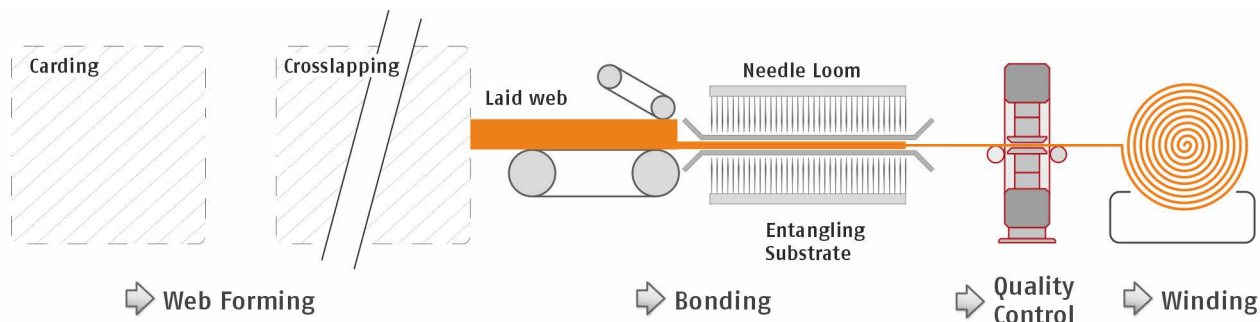 Carding
Crosslapping
Laid web
Needle Loom
Entangling
Substrate
Web Forming
Bonding
Quality
Control
Winding